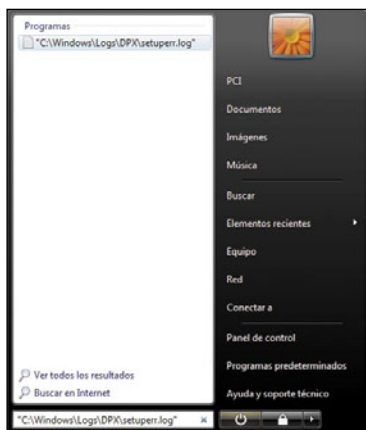 Programas
"C:\Windows\Logs\DPX\setuperr.log"
Ver todos los resultados
Buscar en Internet
"C:\Windows\Logs\DPX\setuperr.log"
PCI
Documentos
Imágenes
Música
Buscar
Elementos recientes
Equipo
Red
Conectar a
Panel de control
Programas predeterminados
Ayuda y soporte técnico